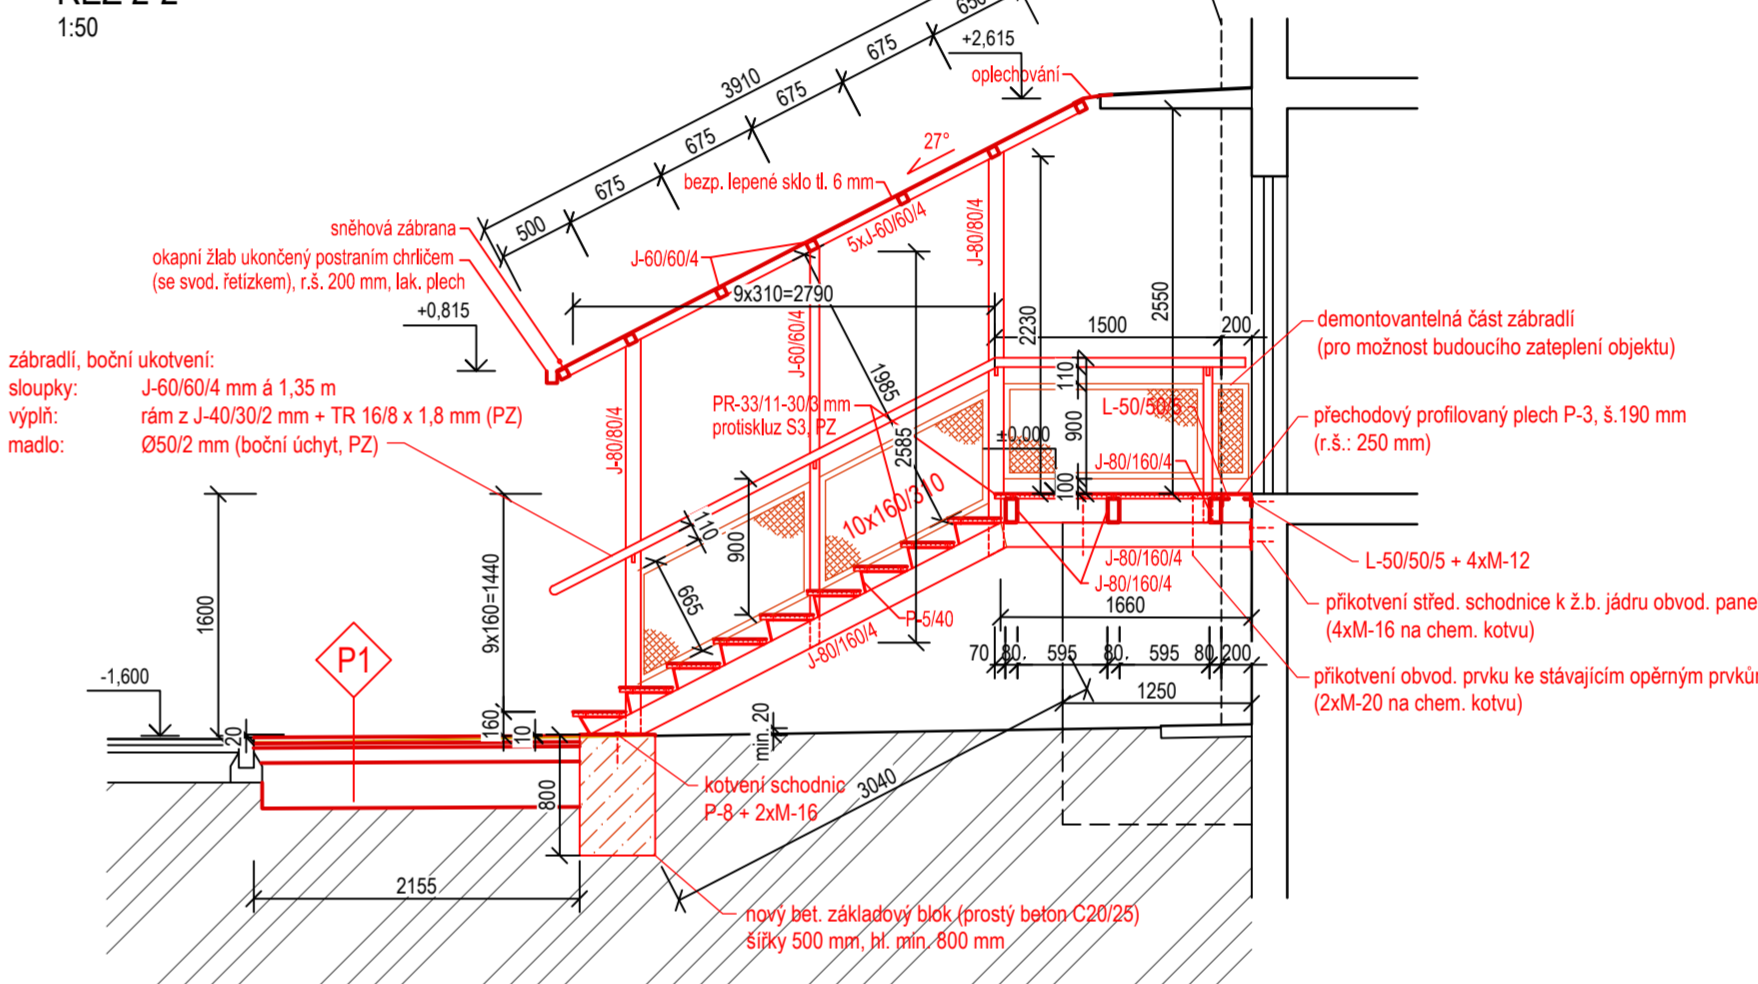 1:50
3910
650
675
675
675
675
500
+2,615
oplechování
27°
bezp. lepené sklo tl. 6 mm
5xJ-60/60/4
J-80/80/4
sněhová zábrana
okapní žlab ukončený postraním chrličem
(se svod. řetízkem), r.š. 200 mm, lak. plech
J-60/60/4
+0,815
9x310=2790
J-60/60/4
1985
2585
2230
2550
1500
200
demontovantelná část zábradlí
(pro možnost budoucího zateplení objektu)
zábradlí, boční ukotvení:
sloupky: J-60/60/4 mm á 1,35 m
výplň: rám z J-40/30/2 mm + TR 16/8 x 1,8 mm (PZ)
madlo: Ø50/2 mm (boční úchyt, PZ)
J-80/80/4
PR-33/11-30/3 mm
protiskluz S3, PZ
±0,000
110
900
100
L-50/50/5
J-80/160/4
přechodový profilovaný plech P-3, š.190 mm
(r.š.: 250 mm)
10x160/310
110
900
665
1600
9x160=1440
160
10
20
-1,600
P1
J-80/160/4
P-5/40
J-80/160/4
J-80/160/4
1660
70
80.
595
80.
595
80
200
1250
L-50/50/5 + 4xM-12
přikotvení střed. schodnice k ž.b. jádru obvod. pane
(4xM-16 na chem. kotvu)
přikotvení obvod. prvku ke stávajícím opěrným prvkům
(2xM-20 na chem. kotvu)
min. 20
800
kotvení schodnic
P-8 + 2xM-16
3040
2155
nový bet. základový blok (prostý beton C20/25)
šířky 500 mm, hl. min. 800 mm